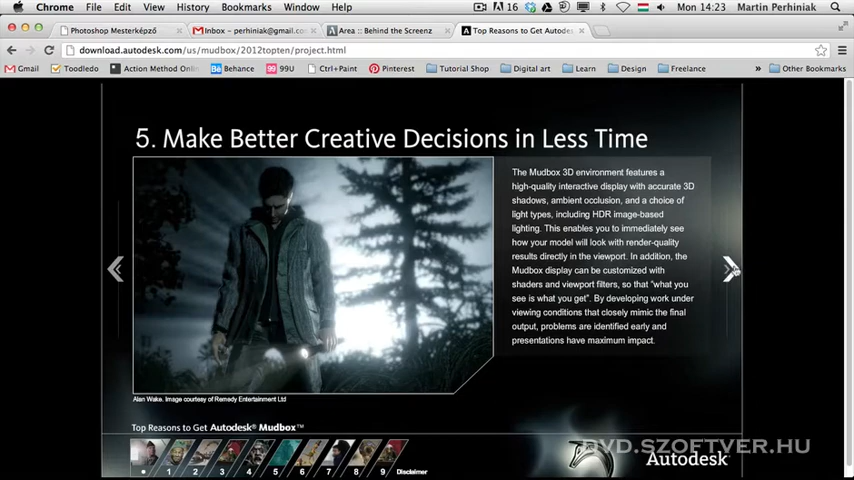 Chrome File Edit View History Bookmarks Window Help 16 Mon 14:23 Martin Perhiniak
Photoshop Mesterképző Inbox – perhiniak@gmail.co Area :: Behind the Screenz Top Reasons to Get Autodes
download.autodesk.com/us/mudbox/2012topten/project.html
Gmail Toodledo Action Method Onli Behance 99U Ctrl+Paint Pinterest Tutorial Shop Digital art Learn Design Freelance » Other Bookmarks
5. Make Better Creative Decisions in Less Time
The Mudbox 3D environment features a
high-quality interactive display with accurate 3D
shadows, ambient occlusion, and a choice of
light types, including HDR image-based
lighting. This enables you to immediately see
how your model will look with render-quality
results directly in the viewport. In addition, the
Mudbox display can be customized with
shaders and viewport filters, so that "what you
see is what you get". By developing work under
viewing conditions that closely mimic the final
output, problems are identified early and
presentations have maximum impact.
Alan Wake. Image courtesy of Remedy Entertainment Ltd
Top Reasons to Get Autodesk® Mudbox™
1 2 3 4 5 6 7 8 9 Disclaimer
DVD.SZOFTVER.HU
Autodesk